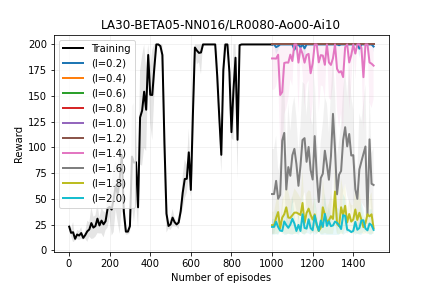 LA30-BETA05-NN016/LR0080-Ao00-Ai10
200
175
150
125
100
75
50
25
0
Reward
Training
(l=0.2)
(l=0.4)
(l=0.6)
(l=0.8)
(l=1.0)
(l=1.2)
(l=1.4)
(l=1.6)
(l=1.8)
(l=2.0)
0 200 400 600 800 1000 1200 1400
Number of episodes